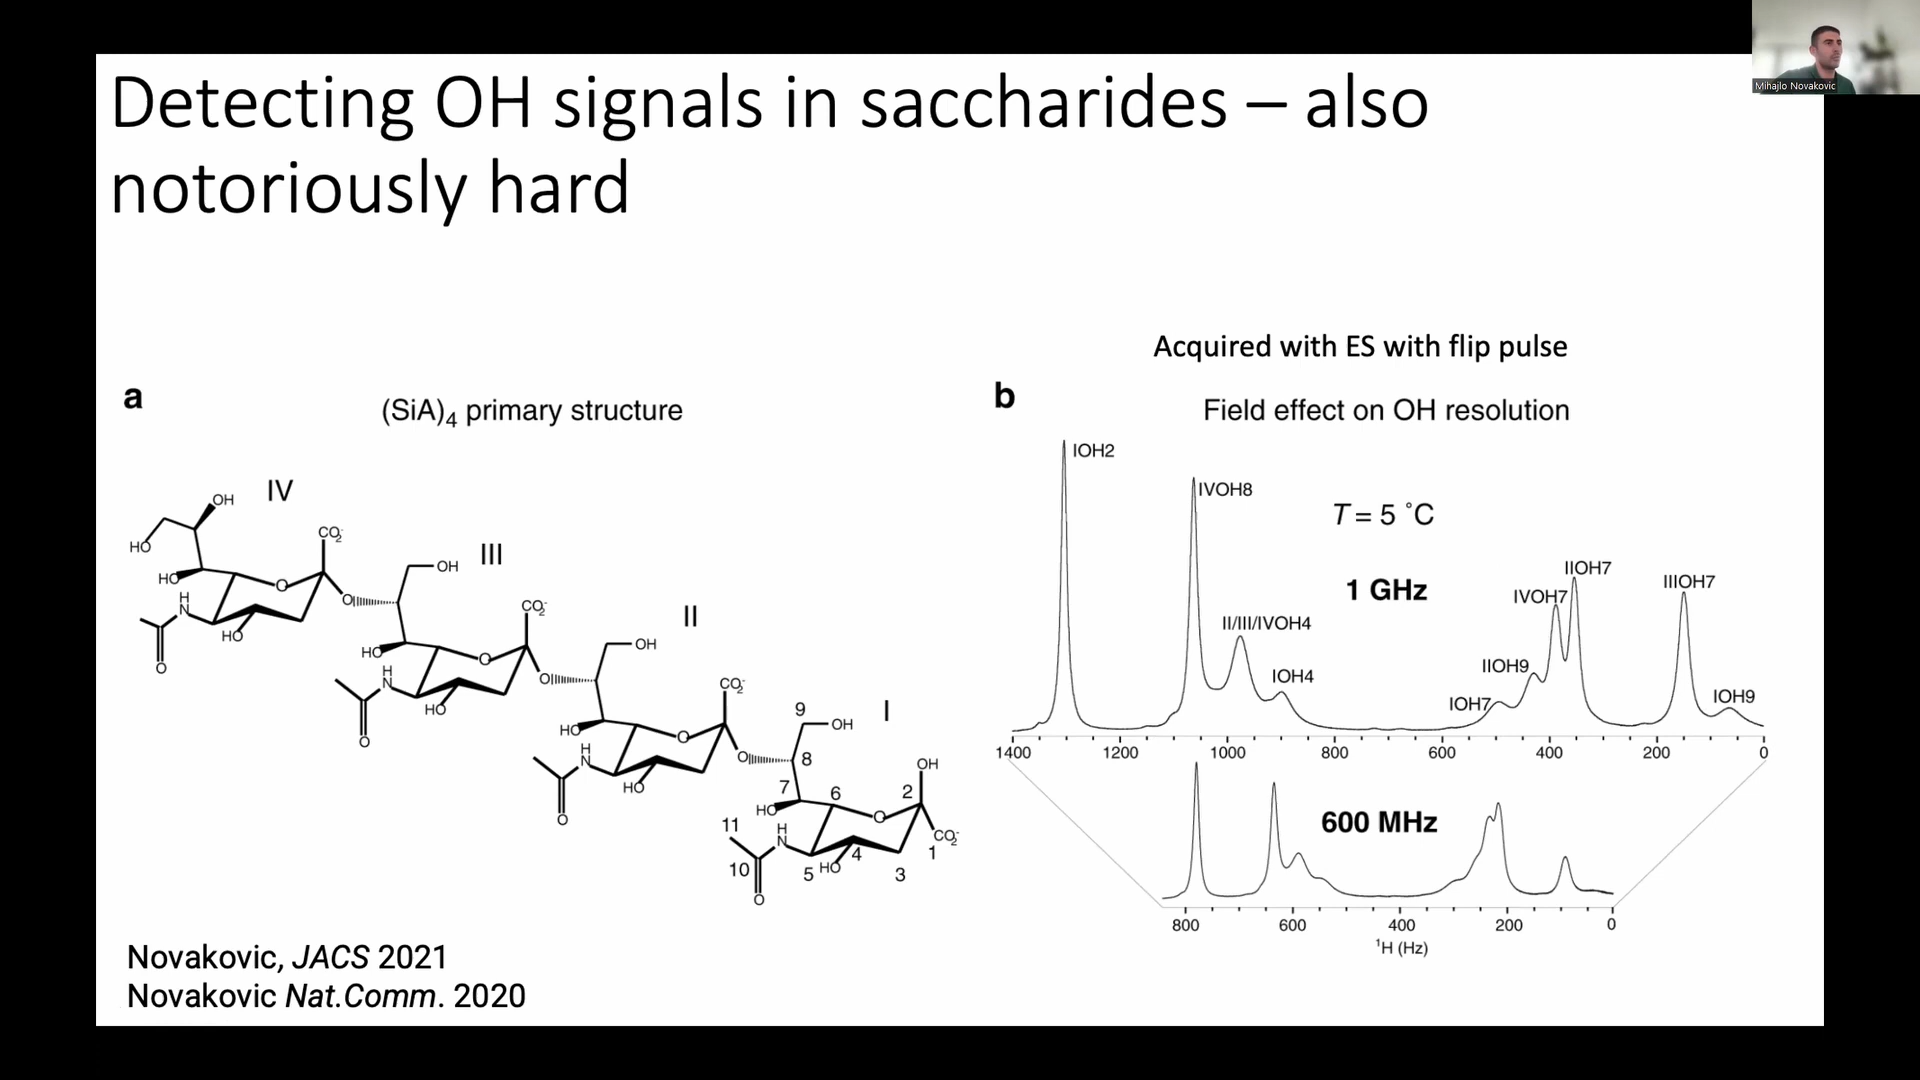 Mihajlo Novakovic
Detecting OH signals in saccharides – also
notoriously hard
Acquired with ES with flip pulse
a
(SiA)4 primary structure
IV
OH
HO
HO
CO2-
O
O
H
N
HO
O
III
OH
CO2-
HO
O
O
H
N
HO
O
II
OH
CO2-
HO
O
O
H
N
HO
O
I
9
OH
8
7
HO
6
O
2
OH
CO2-
1
11
H
N
10
5
HO
4
3
O
b
Field effect on OH resolution
IOH2
IVOH8
T = 5 ˚C
1 GHz
II/III/IVOH4
IOH4
IOH7
IIOH9
IVOH7
IIOH7
IIIOH7
IOH9
1400 1200 1000 800 600 400 200 0
600 MHz
800 600 400 200 0
1H (Hz)
Novakovic, JACS 2021
Novakovic Nat.Comm. 2020